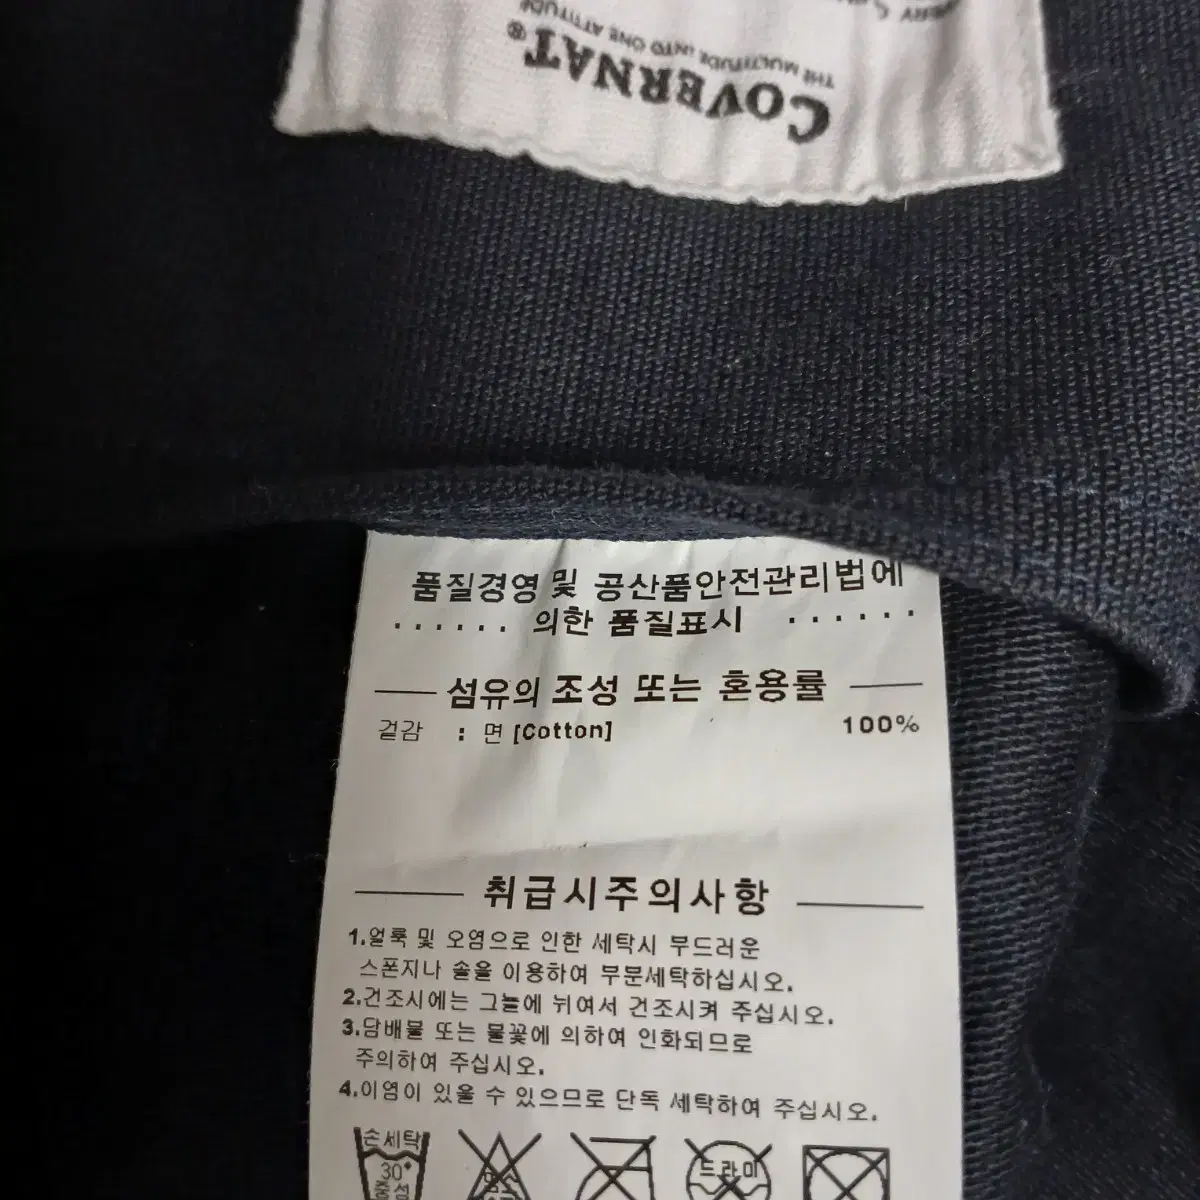 COVERNAT®
THE MULTITUDE INTO ONE ATTITUDE
품질경영 및 공산품안전관리법에
...... 의한 품질표시 ......
섬유의 조성 또는 혼용률
겉감 : 면 [Cotton] 100%
취급시주의사항
1.얼룩 및 오염으로 인한 세탁시 부드러운
스폰지나 솔을 이용하여 부분세탁하십시오.
2.건조시에는 그늘에 뉘여서 건조시켜 주십시오.
3.담배불 또는 불꽃에 의하여 인화되므로
주의하여 주십시오.
4.이염이 있을 수 있으므로 단독 세탁하여 주십시오.
손세탁 드라이
30°
중성